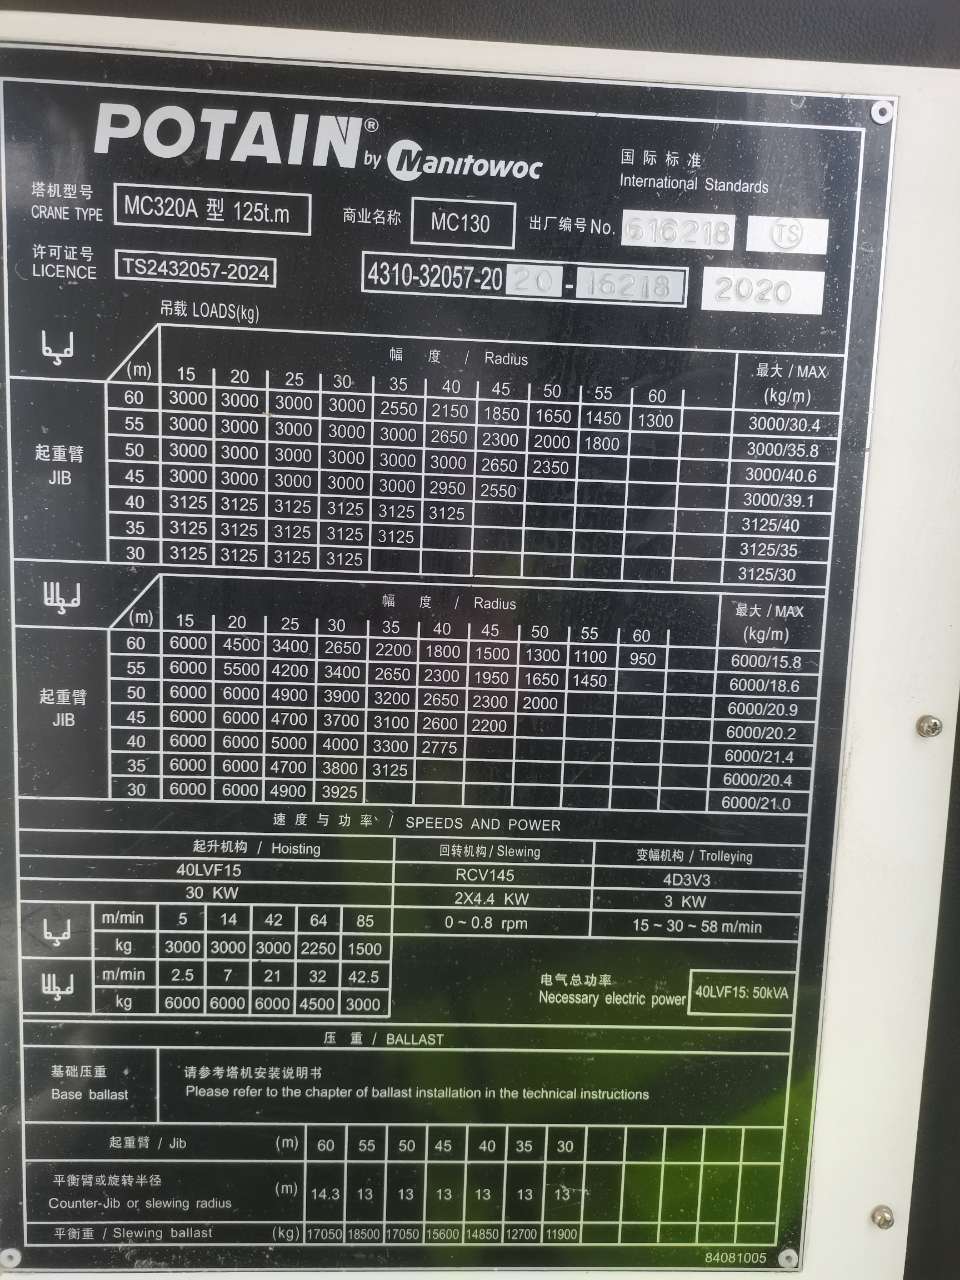 POTAIN® by Manitowoc
国际标准
International Standards
塔机型号
CRANE TYPE
MC320A 型 125t.m
商业名称
MC130
出厂编号No.
616218
TS
许可证号
LICENCE
TS2432057-2024
4310-32057-20 20 - 16218
2020
吊载 LOADS(kg)
幅 度 / Radius
最大 / MAX
(kg/m)
(m) 15 20 25 30 35 40 45 50 55 60
起重臂
JIB
60 3000 3000 3000 3000 2550 2150 1850 1650 1450 1300 3000/30.4
55 3000 3000 3000 3000 3000 2650 2300 2000 1800 3000/35.8
50 3000 3000 3000 3000 3000 3000 2650 2350 3000/40.6
45 3000 3000 3000 3000 3000 2950 2550 3000/39.1
40 3125 3125 3125 3125 3125 3125 3125/40
35 3125 3125 3125 3125 3125 3125/35
30 3125 3125 3125 3125 3125/30
幅 度 / Radius
最大 / MAX
(kg/m)
(m) 15 20 25 30 35 40 45 50 55 60
起重臂
JIB
60 6000 4500 3400 2650 2200 1800 1500 1300 1100 950 6000/15.8
55 6000 5500 4200 3400 2650 2300 1950 1650 1450 6000/18.6
50 6000 6000 4900 3900 3200 2650 2300 2000 6000/20.9
45 6000 6000 4700 3700 3100 2600 2200 6000/20.2
40 6000 6000 5000 4000 3300 2775 6000/21.4
35 6000 6000 4700 3800 3125 6000/20.4
30 6000 6000 4900 3925 6000/21.0
速度与功率 / SPEEDS AND POWER
起升机构 / Hoisting 回转机构 / Slewing 变幅机构 / Trolleying
40LVF15 RCV145 4D3V3
30 KW 2X4.4 KW 3 KW
m/min 5 14 42 64 85 0 ~ 0.8 rpm 15 ~ 30 ~ 58 m/min
kg 3000 3000 3000 2250 1500
m/min 2.5 7 21 32 42.5
kg 6000 6000 6000 4500 3000
电气总功率
Necessary electric power
40LVF15: 50kVA
压 重 / BALLAST
基础压重
Base ballast
请参考塔机安装说明书
Please refer to the chapter of ballast installation in the technical instructions
起重臂 / Jib (m) 60 55 50 45 40 35 30
平衡臂或旋转半径
Counter-Jib or slewing radius (m) 14.3 13 13 13 13 13 13
平衡重 / Slewing ballast (kg) 17050 18500 17050 15600 14850 12700 11900
84081005